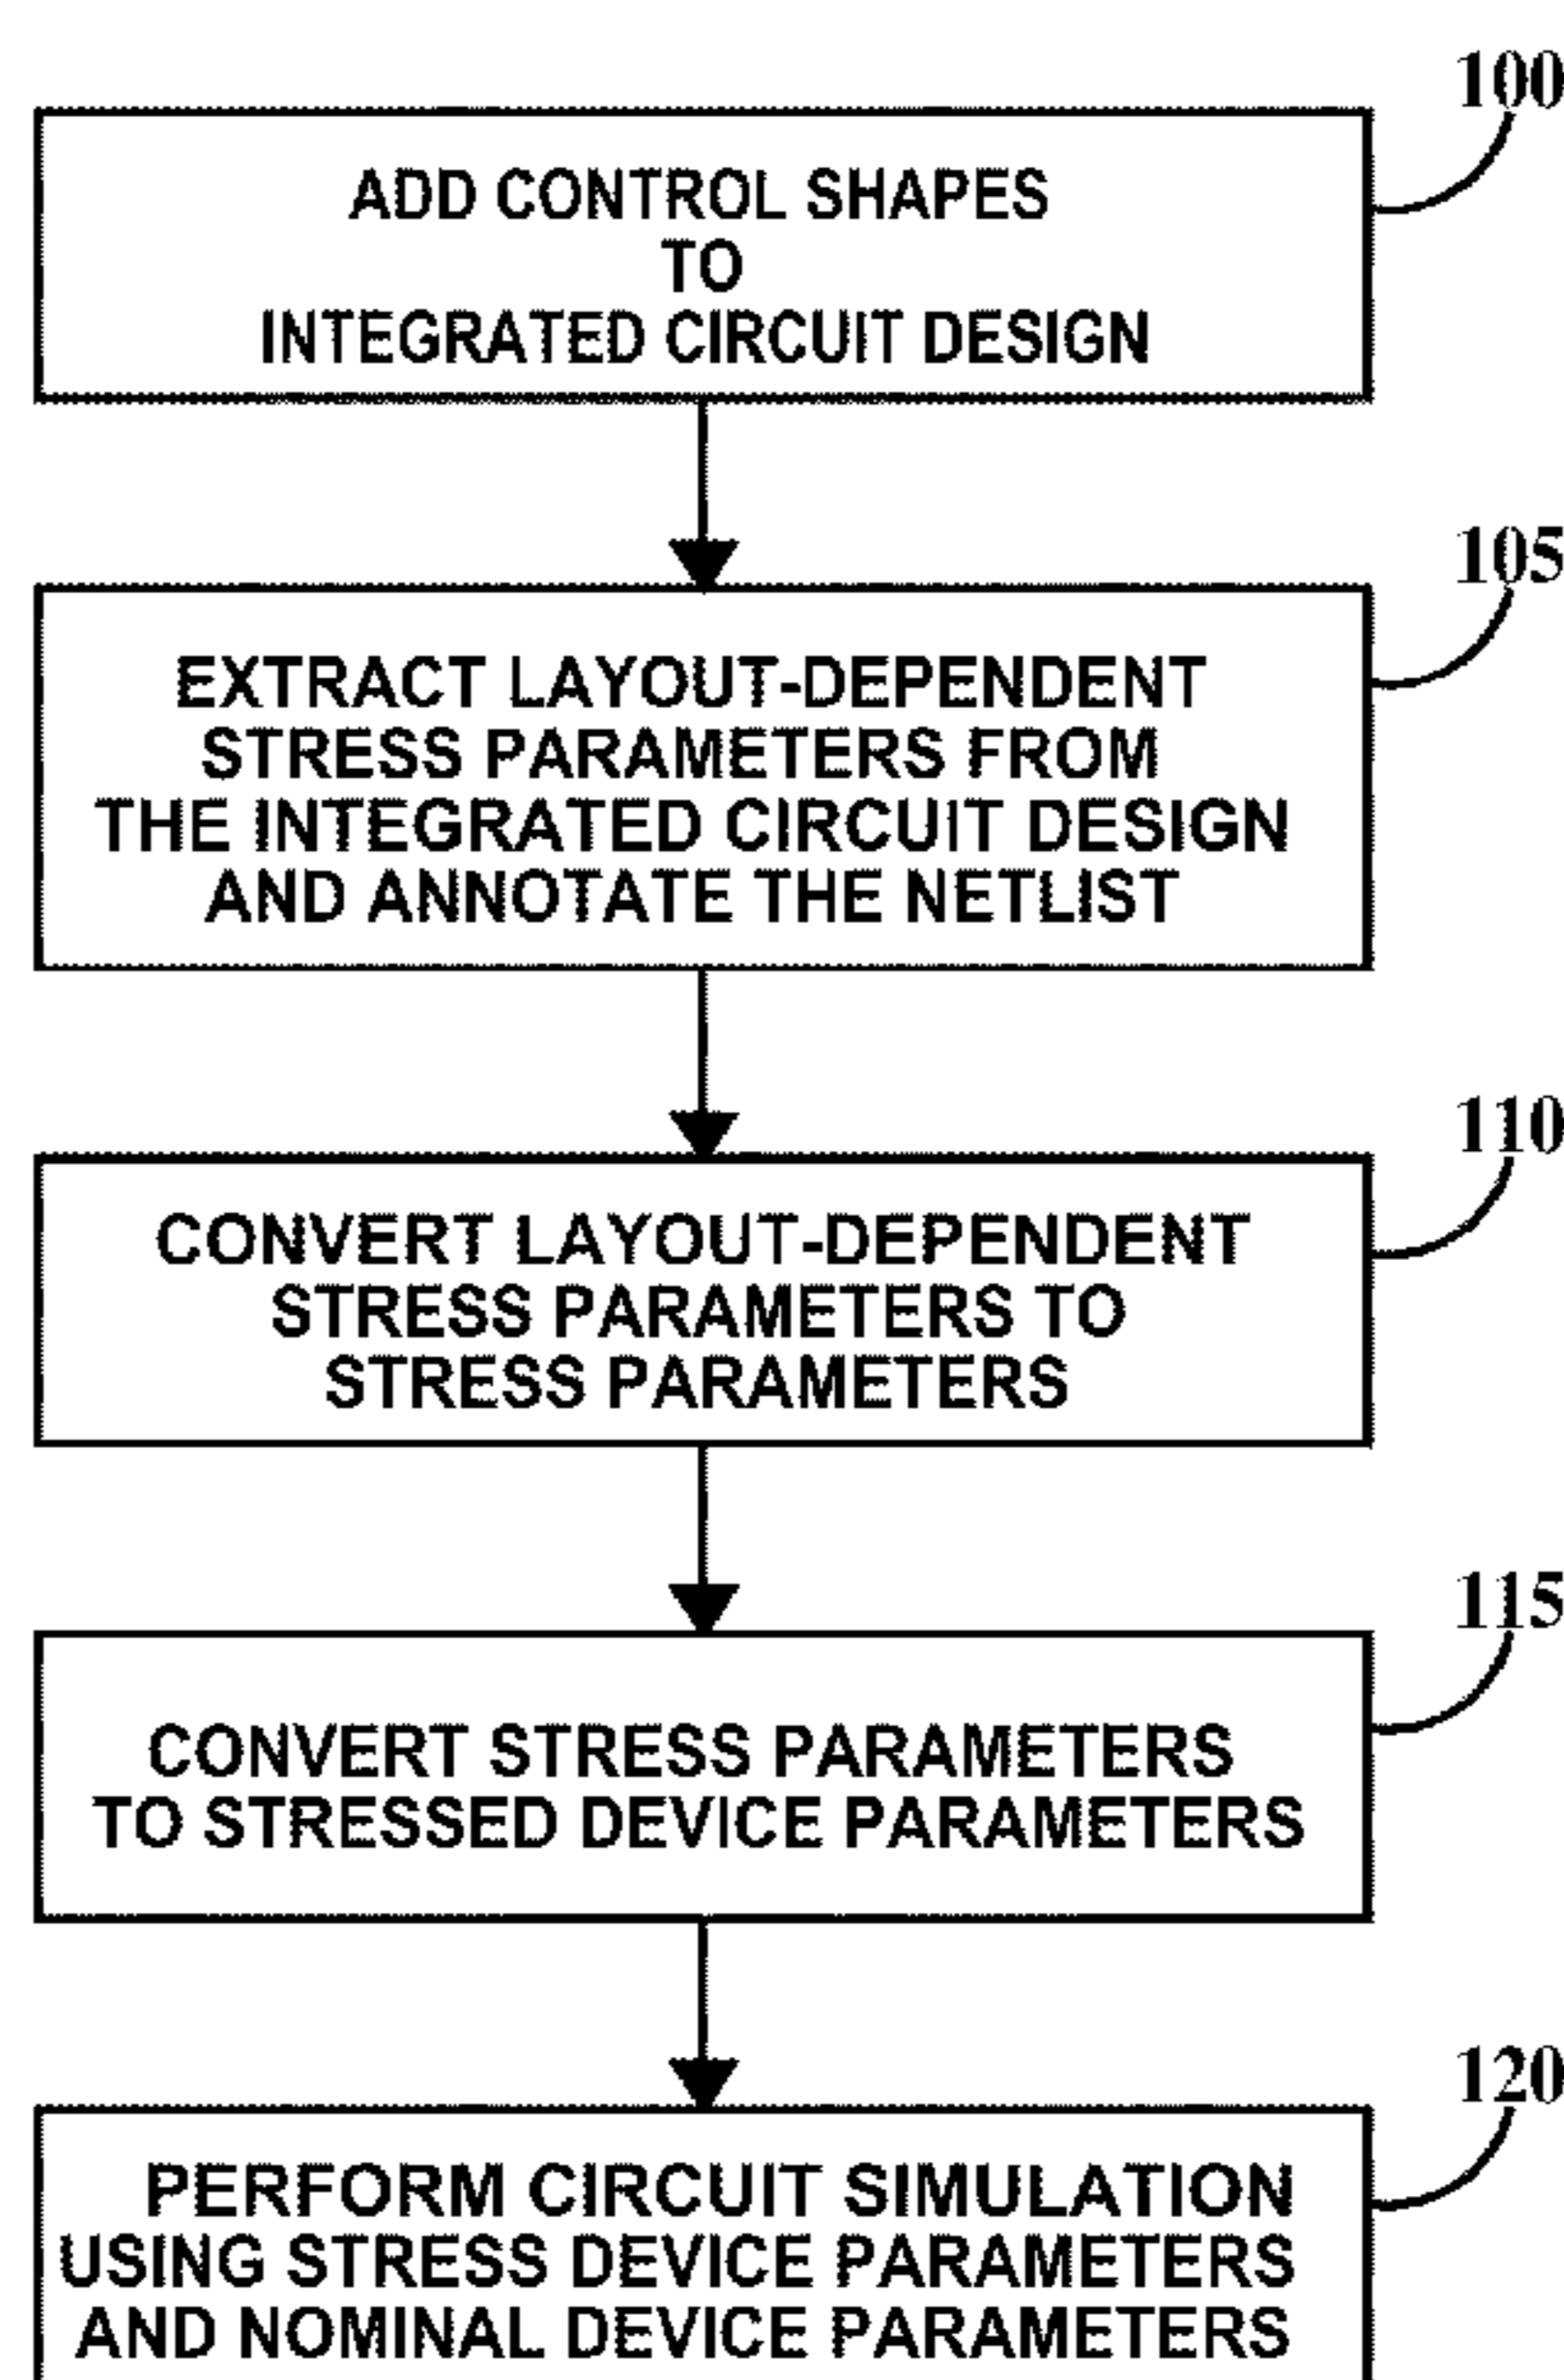 100
ADD CONTROL SHAPES
TO
INTEGRATED CIRCUIT DESIGN
105
EXTRACT LAYOUT-DEPENDENT
STRESS PARAMETERS FROM
THE INTEGRATED CIRCUIT DESIGN
AND ANNOTATE THE NETLIST
110
CONVERT LAYOUT-DEPENDENT
STRESS PARAMETERS TO
STRESS PARAMETERS
115
CONVERT STRESS PARAMETERS
TO STRESSED DEVICE PARAMETERS
120
PERFORM CIRCUIT SIMULATION
USING STRESS DEVICE PARAMETERS
AND NOMINAL DEVICE PARAMETERS